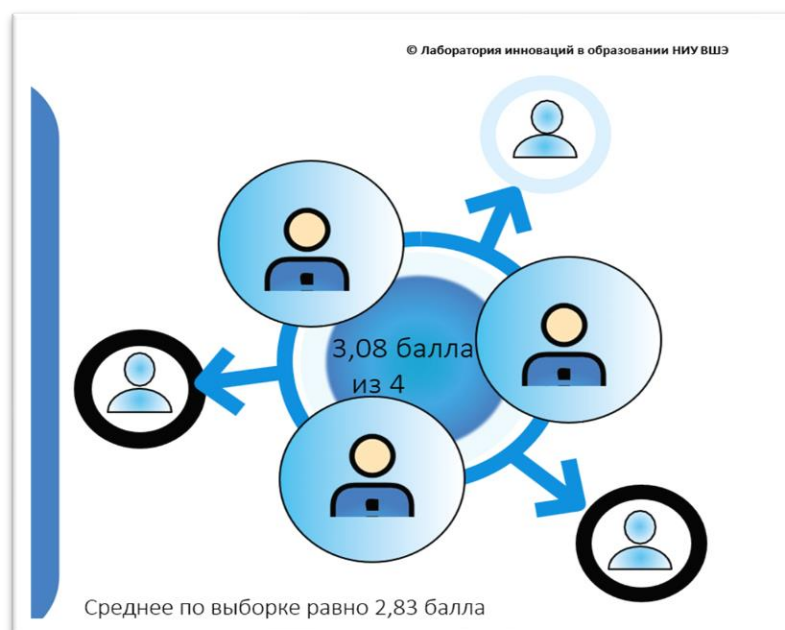 © Лаборатория инноваций в образовании НИУ ВШЭ
3,08 балла
из 4
Среднее по выборке равно 2,83 балла